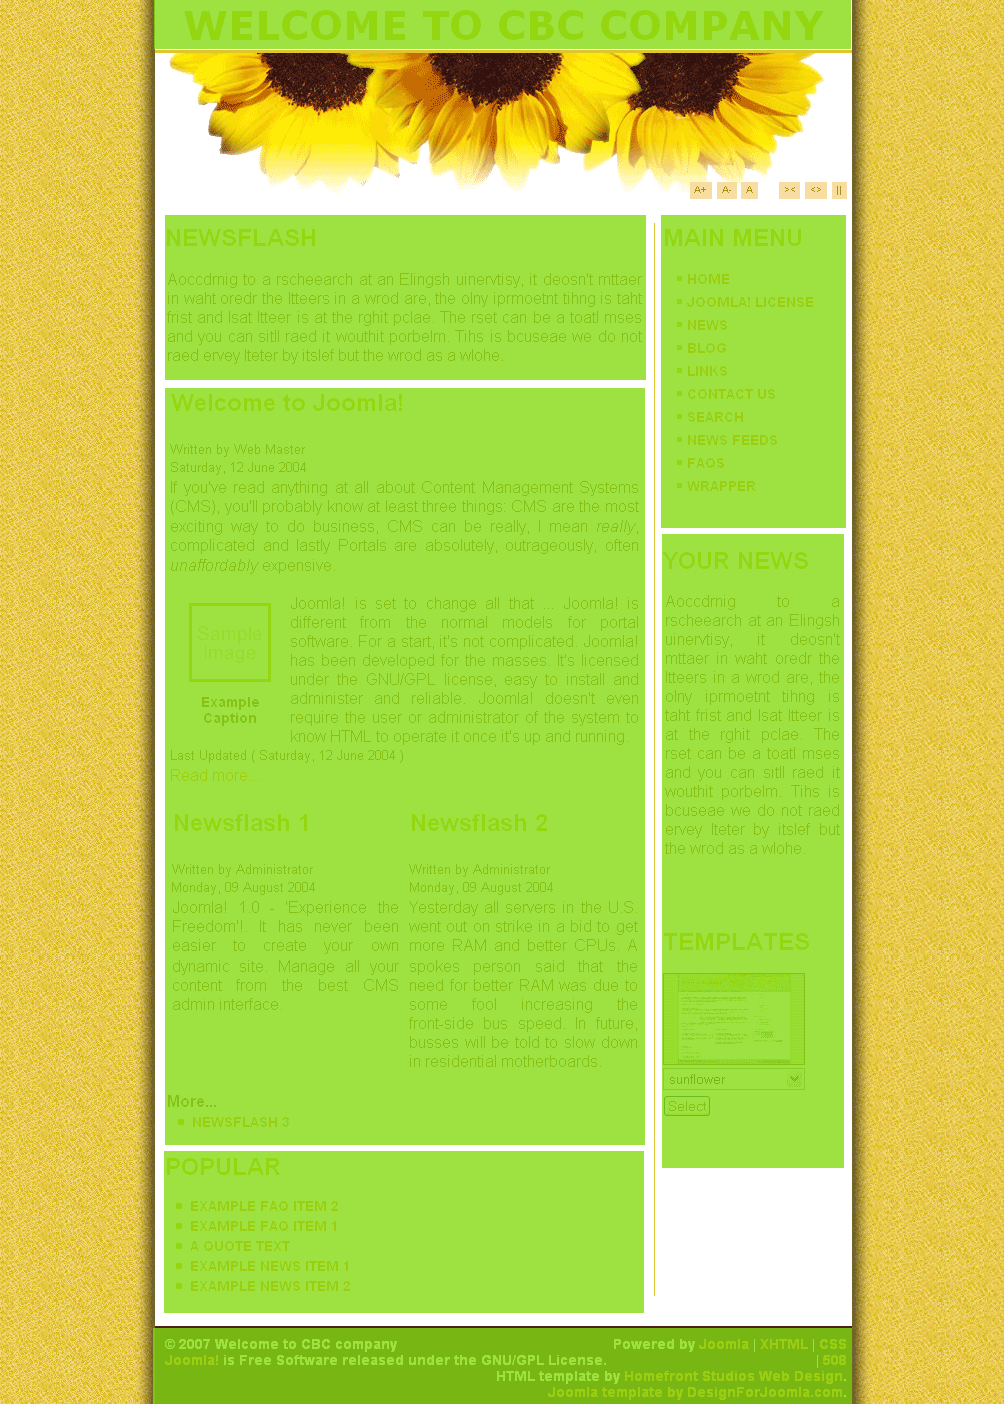 WELCOME TO CBC COMPANY
A+ A- A >< <> ||
NEWSFLASH
Aoccdrnig to a rscheearch at an Elingsh uinervtisy, it deosn't mttaer
in waht oredr the ltteers in a wrod are, the olny iprmoetnt tihng is taht
frist and lsat ltteer is at the rghit pclae. The rset can be a toatl mses
and you can sitll raed it wouthit porbelm. Tihs is bcuseae we do not
raed ervey lteter by itslef but the wrod as a wlohe.
Welcome to Joomla!
Written by Web Master
Saturday, 12 June 2004
If you've read anything at all about Content Management Systems
(CMS), you'll probably know at least three things: CMS are the most
exciting way to do business, CMS can be really, I mean really,
complicated and lastly Portals are absolutely, outrageously, often
unaffordably expensive.
Sample
image
Example
Caption
Joomla! is set to change all that ... Joomla! is
different from the normal models for portal
software. For a start, it's not complicated. Joomla!
has been developed for the masses. It's licensed
under the GNU/GPL license, easy to install and
administer and reliable. Joomla! doesn't even
require the user or administrator of the system to
know HTML to operate it once it's up and running.
Last Updated ( Saturday, 12 June 2004 )
Read more...
Newsflash 1
Written by Administrator
Monday, 09 August 2004
Joomla! 1.0 - 'Experience the
Freedom'!. It has never been
easier to create your own
dynamic site. Manage all your
content from the best CMS
admin interface.
Newsflash 2
Written by Administrator
Monday, 09 August 2004
Yesterday all servers in the U.S.
went out on strike in a bid to get
more RAM and better CPUs. A
spokes person said that the
need for better RAM was due to
some fool increasing the
front-side bus speed. In future,
busses will be told to slow down
in residential motherboards.
More...
NEWSFLASH 3
POPULAR
EXAMPLE FAQ ITEM 2
EXAMPLE FAQ ITEM 1
A QUOTE TEXT
EXAMPLE NEWS ITEM 1
EXAMPLE NEWS ITEM 2
MAIN MENU
HOME
JOOMLA! LICENSE
NEWS
BLOG
LINKS
CONTACT US
SEARCH
NEWS FEEDS
FAQS
WRAPPER
YOUR NEWS
Aoccdrnig to a
rscheearch at an Elingsh
uinervtisy, it deosn't
mttaer in waht oredr the
ltteers in a wrod are, the
olny iprmoetnt tihng is
taht frist and lsat ltteer is
at the rghit pclae. The
rset can be a toatl mses
and you can sitll raed it
wouthit porbelm. Tihs is
bcuseae we do not raed
ervey lteter by itslef but
the wrod as a wlohe.
TEMPLATES
sunflower
Select
© 2007 Welcome to CBC company
Joomla! is Free Software released under the GNU/GPL License.
Powered by Joomla | XHTML | CSS
| 508
HTML template by Homefront Studios Web Design.
Joomla template by DesignForJoomla.com.